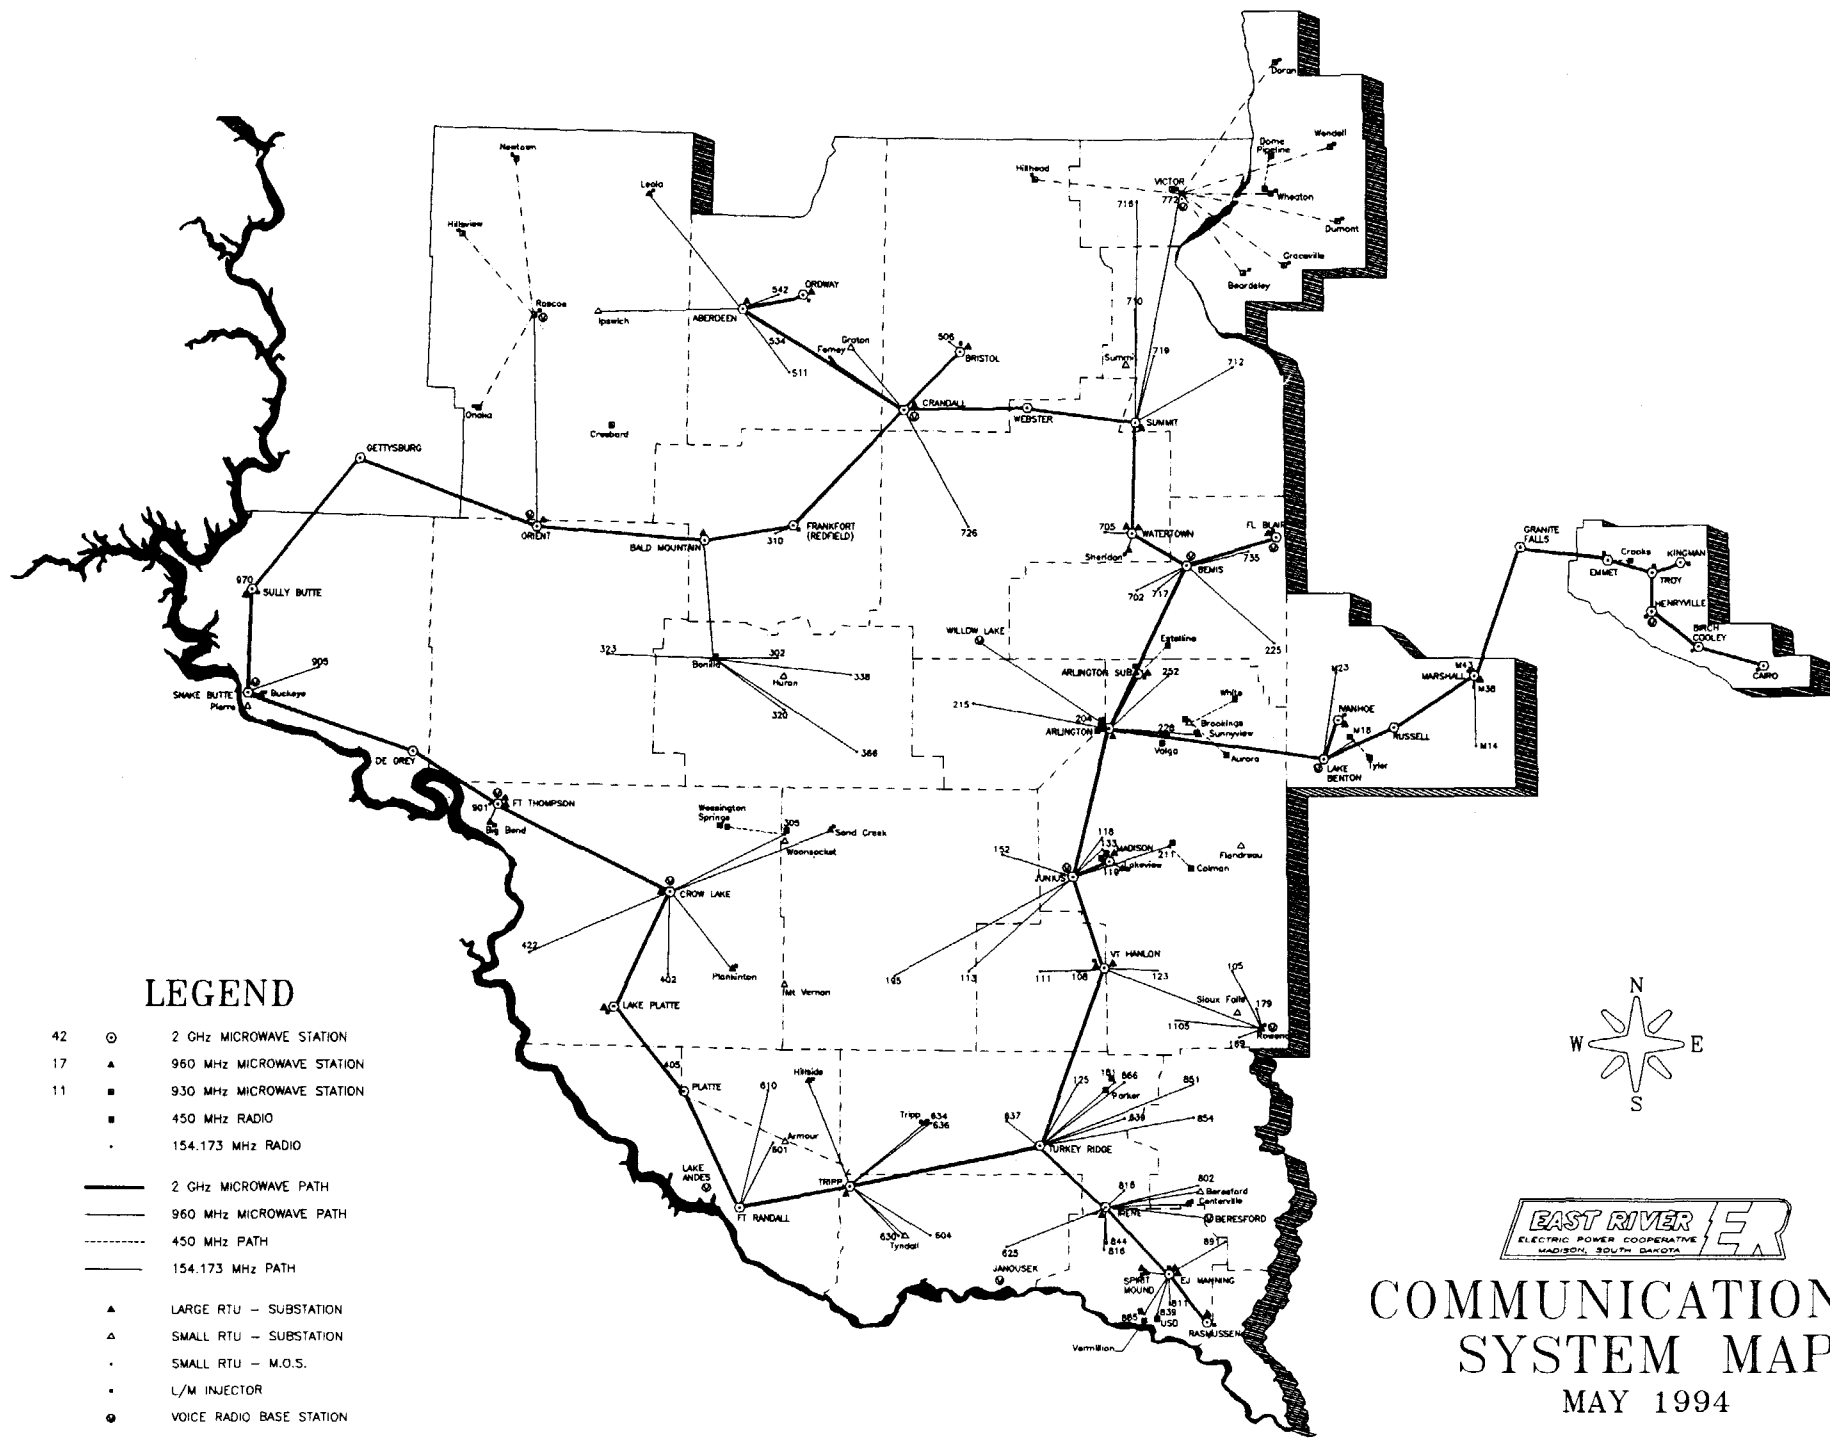 Doran
Newtown
Leola
Hillhead
Dome
Pipeline
Wendell
VICTOR
772
Wheaton
716
Dumont
Hillsview
Graceville
Beardsley
Roscoe
Ipswich
ABERDEEN
542
ORDWAY
710
534
Ferney
Groton
511
506
BRISTOL
Summit
719
712
Onaka
Cresbard
CRANDALL
WEBSTER
SUMMIT
GETTYSBURG
ORIENT
BALD MOUNTAIN
310
FRANKFORT
(REDFIELD)
726
705
WATERTOWN
Sheridan
FL BLAIR
735
BEMIS
702
717
GRANITE
FALLS
EMMET
Crooks
KINGMAN
TROY
HENRYVILLE
BIRCH
COOLEY
CAIRO
970
SULLY BUTTE
905
SNAKE BUTTE
Buckeye
Pierre
323
Bonilla
302
Huron
338
320
366
WILLOW LAKE
Estelline
225
ARLINGTON SUB
252
215
204
ARLINGTON
228
White
Brookings
Sunnyview
Volga
Aurora
M23
IVANHOE
M18
LAKE
BENTON
Tyler
RUSSELL
M43
MARSHALL
M38
M14
DE GREY
901
FT THOMPSON
Big Bend
Wessington
Springs
305
Woonsocket
Sand Creek
152
118
133
MADISON
Lakeview
119
211
Colman
Flandreau
JUNIUS
CROW LAKE
422
402
Plankinton
Mt Vernon
195
113
111
108
VT HANLON
123
105
Sioux Falls
179
1105
Rowena
169
LAKE PLATTE
405
PLATTE
610
Hillside
Armour
601
Tripp
634
636
LAKE
ANDES
FT RANDALL
TRIPP
630
Tyndall
604
637
125
181
866
Parker
851
639
854
TURKEY RIDGE
818
802
Beresford
Centerville
IRENE
BERESFORD
625
844
816
891
JANOUSEK
SPIRIT
MOUND
EJ MANNING
811
885
839
USD
RASMUSSEN
Vermillion
LEGEND
42 2 GHz MICROWAVE STATION
17 960 MHz MICROWAVE STATION
11 930 MHz MICROWAVE STATION
450 MHz RADIO
154.173 MHz RADIO
2 GHz MICROWAVE PATH
960 MHz MICROWAVE PATH
450 MHz PATH
154.173 MHz PATH
LARGE RTU - SUBSTATION
SMALL RTU - SUBSTATION
SMALL RTU - M.O.S.
L/M INJECTOR
VOICE RADIO BASE STATION
N
W E
S
EAST RIVER ER
ELECTRIC POWER COOPERATIVE
MADISON, SOUTH DAKOTA
COMMUNICATION
SYSTEM MAP
MAY 1994